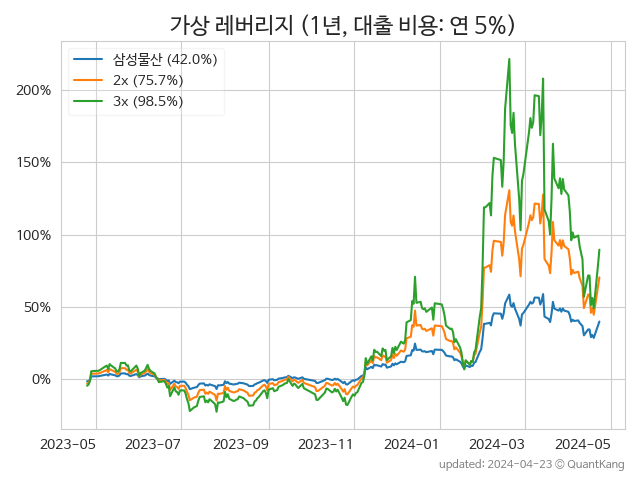 가상 레버리지 (1년, 대출 비용: 연 5%)
삼성물산 (42.0%)
2x (75.7%)
3x (98.5%)
200%
150%
100%
50%
0%
2023-05 2023-07 2023-09 2023-11 2024-01 2024-03 2024-05
updated: 2024-04-23 © QuantKang